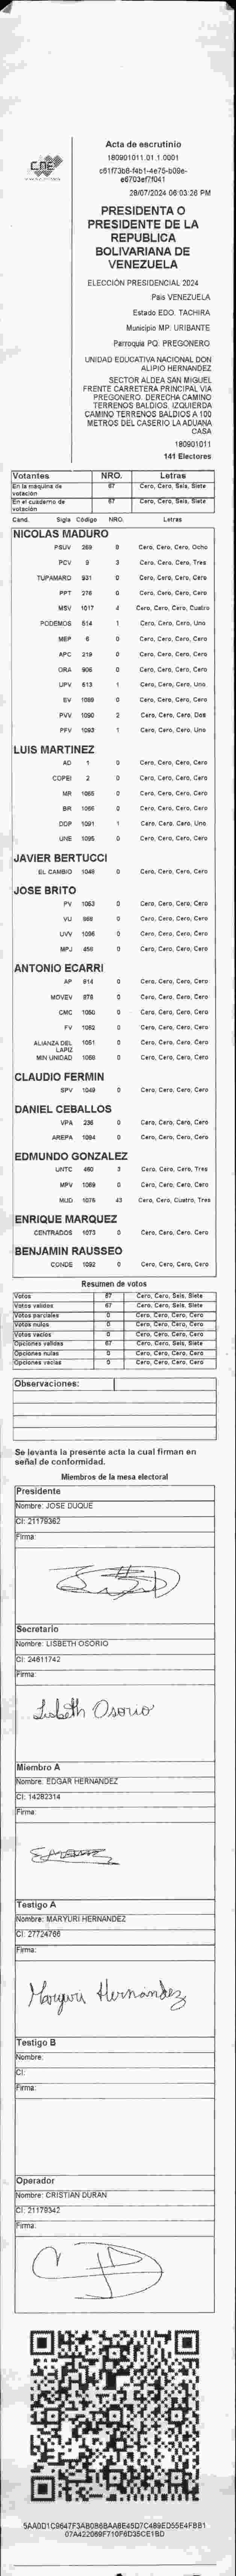 CNE
Acta de escrutinio
180901011.01.1.0001
c61f73b8-f4b1-4e75-b09e-
e6703ef7f041
28/07/2024 06:03:26 PM
PRESIDENTA O
PRESIDENTE DE LA
REPUBLICA
BOLIVARIANA DE
VENEZUELA
ELECCIÓN PRESIDENCIAL 2024
País VENEZUELA
Estado EDO. TACHIRA
Municipio MP. URIBANTE
Parroquia PQ. PREGONERO
UNIDAD EDUCATIVA NACIONAL DON
ALIPIO HERNANDEZ
SECTOR ALDEA SAN MIGUEL
FRENTE CARRETERA PRINCIPAL VIA
PREGONERO. DERECHA CAMINO
TERRENOS BALDIOS. IZQUIERDA
CAMINO TERRENOS BALDIOS A 100
METROS DEL CASERIO LA ADUANA
CASA
180901011
141 Electores
Votantes NRO. Letras
En la máquina de votación 67 Cero, Cero, Seis, Siete
En el cuaderno de votación 67 Cero, Cero, Seis, Siete
Cand. Sigla Código NRO. Letras
NICOLAS MADURO
PSUV 269 8 Cero, Cero, Cero, Ocho
PCV 9 3 Cero, Cero, Cero, Tres
TUPAMARO 931 0 Cero, Cero, Cero, Cero
PPT 276 0 Cero, Cero, Cero, Cero
MSV 1017 4 Cero, Cero, Cero, Cuatro
PODEMOS 514 1 Cero, Cero, Cero, Uno
MEP 6 0 Cero, Cero, Cero, Cero
APC 219 0 Cero, Cero, Cero, Cero
ORA 906 0 Cero, Cero, Cero, Cero
UPV 613 1 Cero, Cero, Cero, Uno
EV 1089 0 Cero, Cero, Cero, Cero
PVV 1090 2 Cero, Cero, Cero, Dos
PFV 1093 1 Cero, Cero, Cero, Uno
LUIS MARTINEZ
AD 1 0 Cero, Cero, Cero, Cero
COPEI 2 0 Cero, Cero, Cero, Cero
MR 1065 0 Cero, Cero, Cero, Cero
BR 1066 0 Cero, Cero, Cero, Cero
DDP 1091 1 Cero, Cero, Cero, Uno
UNE 1095 0 Cero, Cero, Cero, Cero
JAVIER BERTUCCI
EL CAMBIO 1048 0 Cero, Cero, Cero, Cero
JOSE BRITO
PV 1053 0 Cero, Cero, Cero, Cero
VU 868 0 Cero, Cero, Cero, Cero
UVV 1096 0 Cero, Cero, Cero, Cero
MPJ 456 0 Cero, Cero, Cero, Cero
ANTONIO ECARRI
AP 914 0 Cero, Cero, Cero, Cero
MOVEV 978 0 Cero, Cero, Cero, Cero
CMC 1050 0 Cero, Cero, Cero, Cero
FV 1052 0 Cero, Cero, Cero, Cero
ALIANZA DEL LAPIZ 1051 0 Cero, Cero, Cero, Cero
MIN UNIDAD 1068 0 Cero, Cero, Cero, Cero
CLAUDIO FERMIN
SPV 1049 0 Cero, Cero, Cero, Cero
DANIEL CEBALLOS
VPA 236 0 Cero, Cero, Cero, Cero
AREPA 1094 0 Cero, Cero, Cero, Cero
EDMUNDO GONZALEZ
UNTC 460 3 Cero, Cero, Cero, Tres
MPV 1069 0 Cero, Cero, Cero, Cero
MUD 1076 43 Cero, Cero, Cuatro, Tres
ENRIQUE MARQUEZ
CENTRADOS 1073 0 Cero, Cero, Cero, Cero
BENJAMIN RAUSSEO
CONDE 1092 0 Cero, Cero, Cero, Cero
Resumen de votos
Votos 67 Cero, Cero, Seis, Siete
Votos validos 67 Cero, Cero, Seis, Siete
Votos parciales 0 Cero, Cero, Cero, Cero
Votos nulos 0 Cero, Cero, Cero, Cero
Votos vacios 0 Cero, Cero, Cero, Cero
Opciones validas 67 Cero, Cero, Seis, Siete
Opciones nulas 0 Cero, Cero, Cero, Cero
Opciones vacias 0 Cero, Cero, Cero, Cero
Observaciones:
Se levanta la presente acta la cual firman en
señal de conformidad.
Miembros de la mesa electoral
Presidente
Nombre: JOSE DUQUE
CI: 21179362
Firma:
Secretario
Nombre: LISBETH OSORIO
CI: 24611742
Firma:
Lisbeth Osorio
Miembro A
Nombre: EDGAR HERNANDEZ
CI: 14282314
Firma:
Testigo A
Nombre: MARYURI HERNANDEZ
CI: 27724766
Firma:
Maryuri Hernández
Testigo B
Nombre:
CI:
Firma:
Operador
Nombre: CRISTIAN DURAN
CI: 21179342
Firma:
5AA0D1C9647F3AB086BAA8E45D7C489ED55E4FBB1
07A422069F710F6D35CE1BD